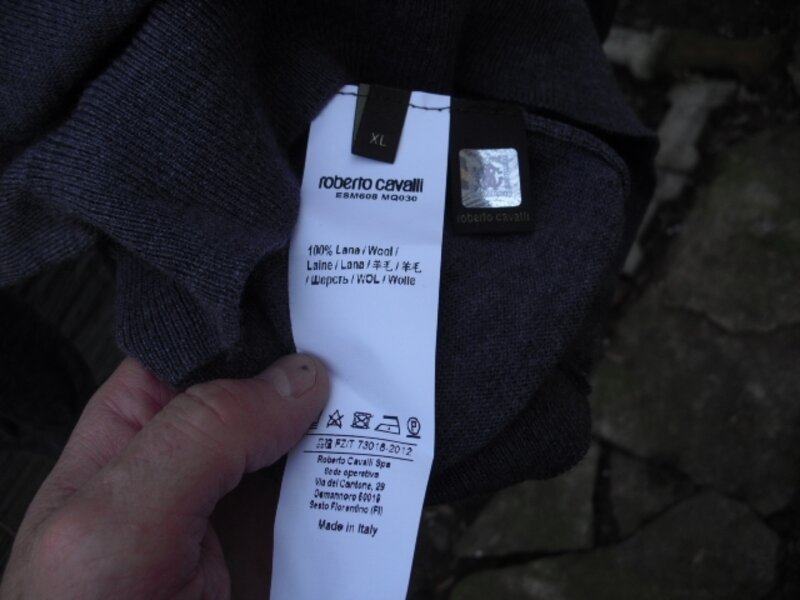 XL
roberto cavalli
ESM608 MQ030
roberto cavalli
100% Lana / Wool /
Laine / Lana / 羊毛 / 羊毛
/ Шерсть / WOL / Wolle
FZ/T 73018-2012
Roberto Cavalli Spa
Sede operativa
Via del Cantone, 29
Osmannoro 50019
Sesto Fiorentino (FI)
Made in Italy